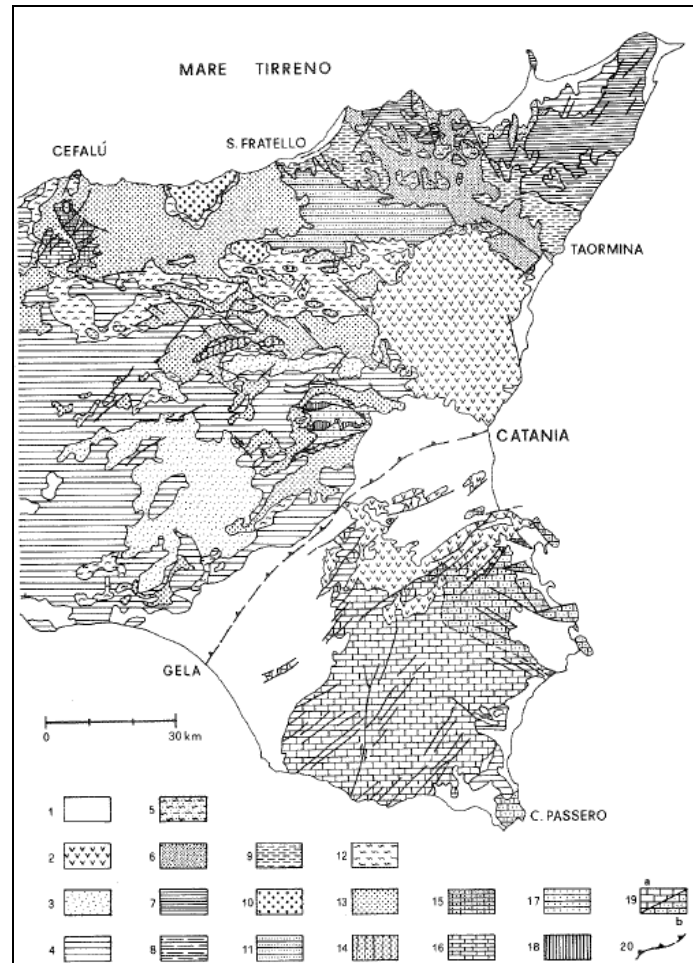 MARE TIRRENO
CEFALÚ
S. FRATELLO
TAORMINA
CATANIA
GELA
0 30 km
C. PASSERO
1 5
2 6 9 12
3 7 10 13 15 17 19 a b
4 8 11 14 16 18 20